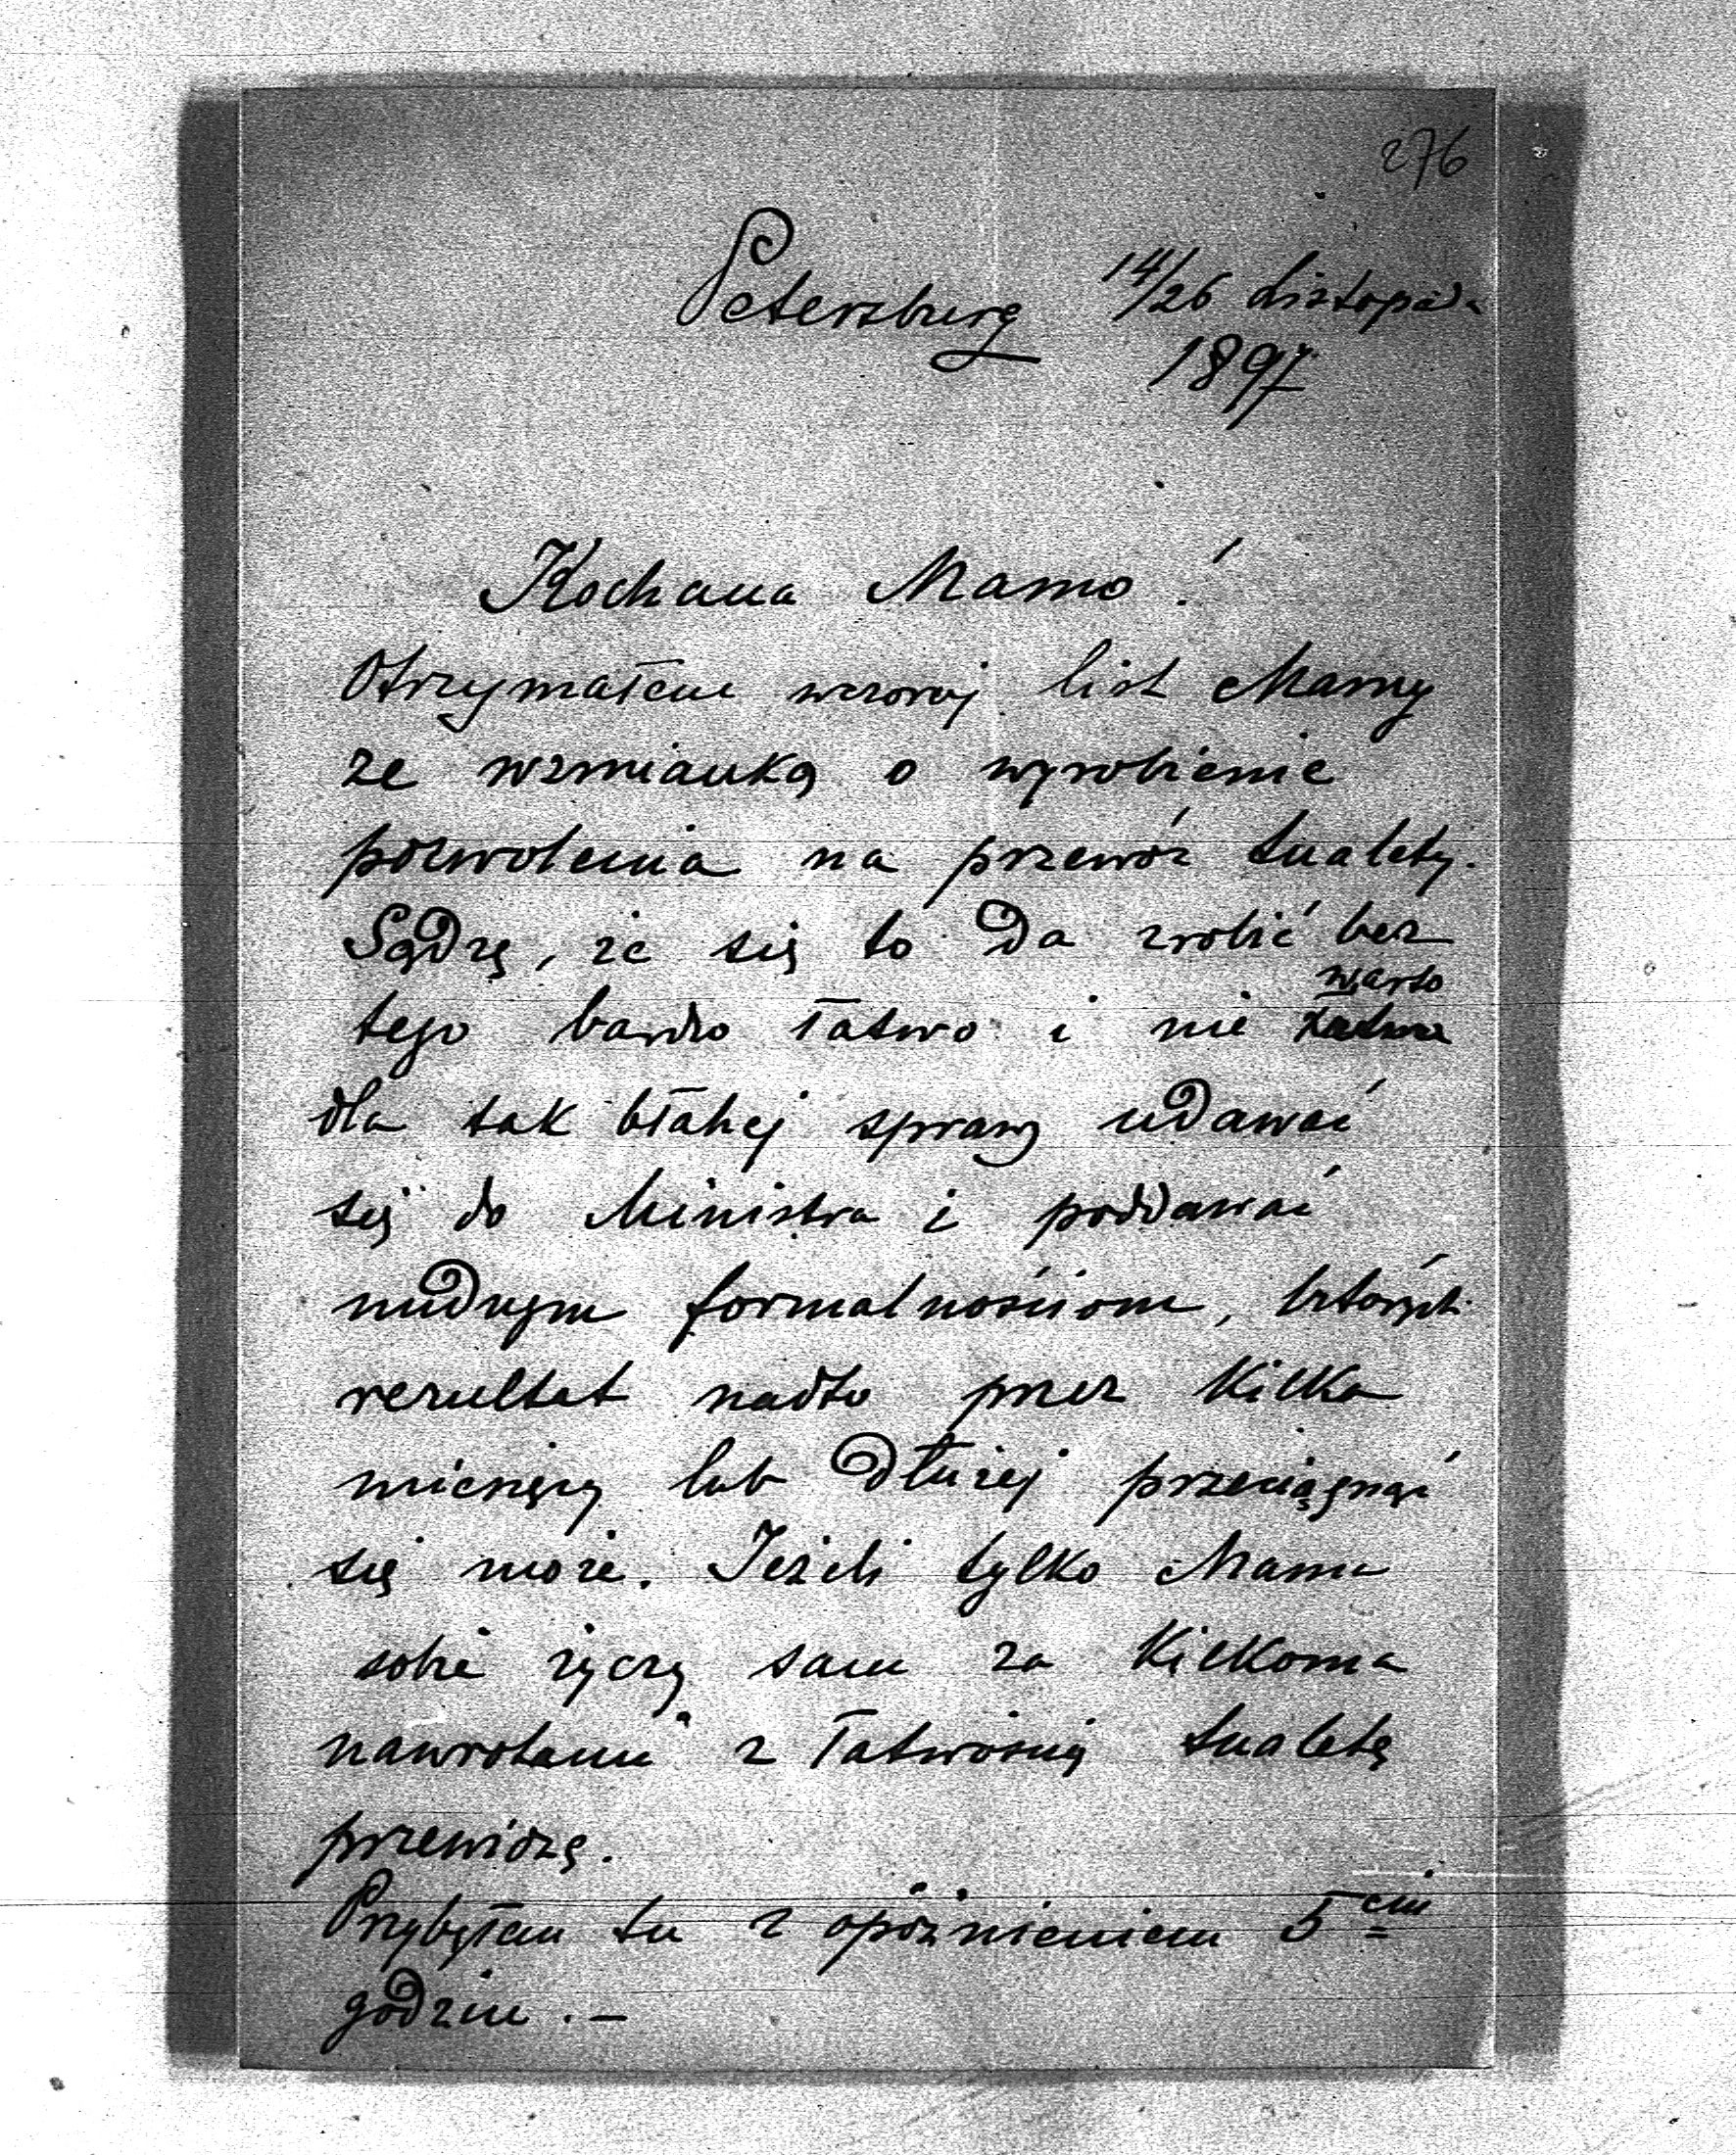 276
Petersburg 14/26 Listopada
1897
Kochana Mamo!
Otrzymałem wczoraj list Mamy
ze wzmianką o wyrobienie
pozwolenia na przewóz tualety.
Sądzę, że się to da zrobić bez
warto
tego bardzo łatwo i nie
dla tak błahej sprawy udawać
się do Ministra i poddawać
nudnym formalnościom, których
rezultat nadto przez kilka
miesięcy lub dłużej przeciągnąć
się może. Jeżeli tylko Mama
sobie życzy sam za kilkoma
nawrotami z łatwością tualetę
przewiozę.
Przybyłem tu z opóźnieniem 5ciu
godzin. –